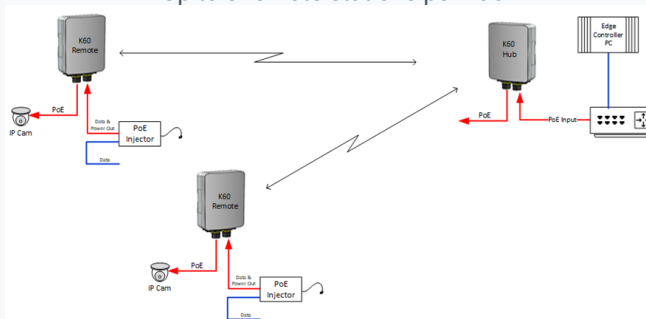 K60
Remote
PoE
IP Cam
Data &
Power Out
PoE
Injector
Data
K60
Hub
Edge
Controller
PC
PoE
PoE Input
K60
Remote
PoE
IP Cam
Data &
Power Out
PoE
Injector
Data